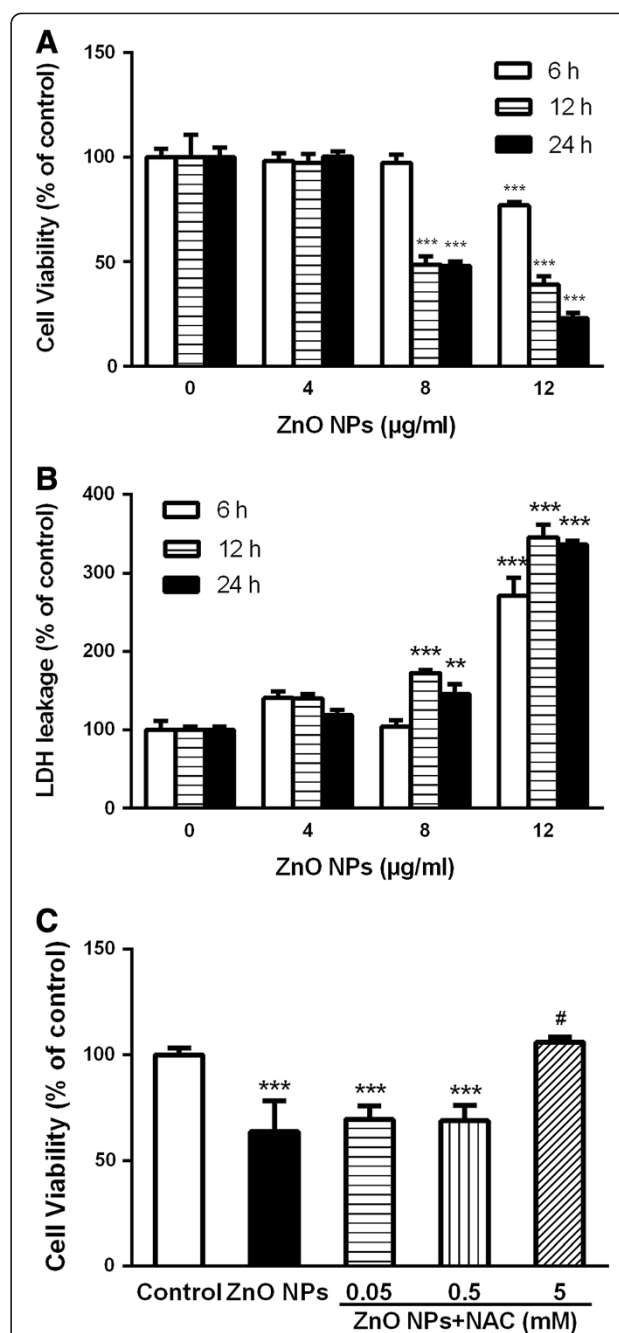 A
150
6 h
12 h
24 h
100
50
0
Cell Viability (% of control)
***
***
***
***
***
0
4
8
12
ZnO NPs (µg/ml)
B
400
6 h
12 h
24 h
300
200
100
0
LDH leakage (% of control)
***
**
***
***
***
0
4
8
12
ZnO NPs (µg/ml)
C
150
100
50
0
Cell Viability (% of control)
***
***
***
#
Control
ZnO NPs
0.05
0.5
5
ZnO NPs+NAC (mM)